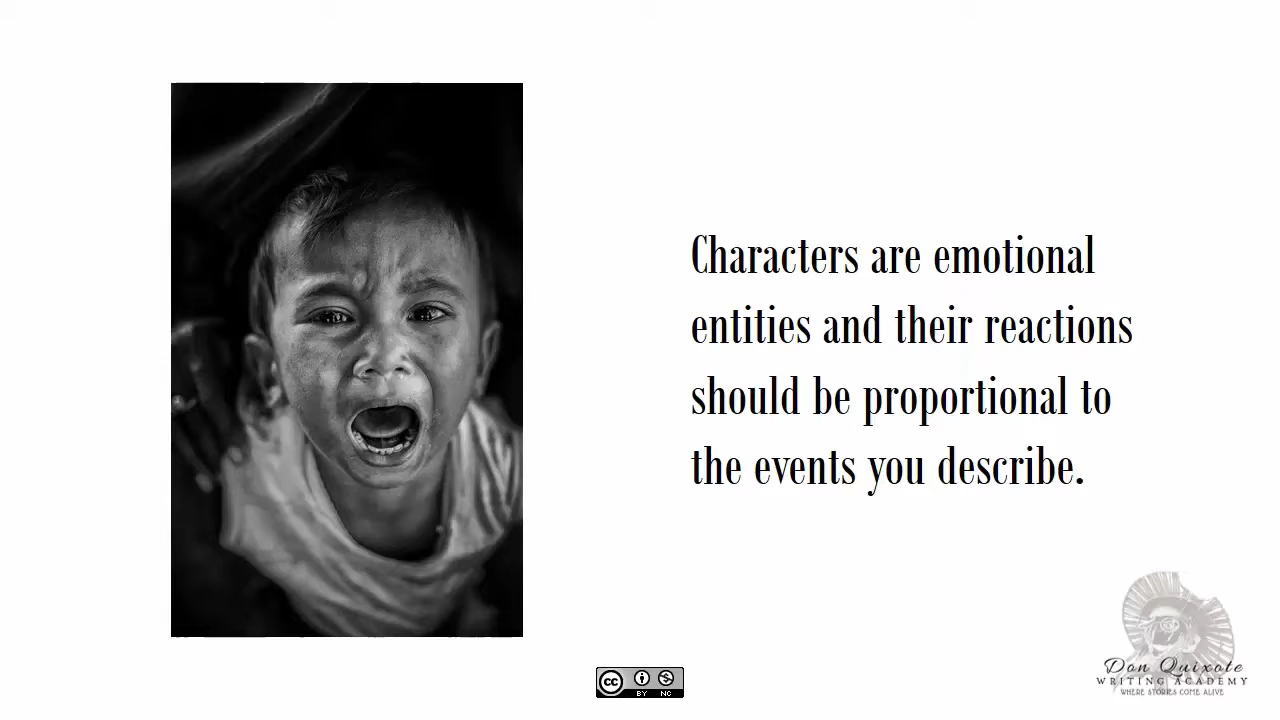 Characters are emotional
entities and their reactions
should be proportional to
the events you describe.
cc
BY NC
Don Quixote
WRITING ACADEMY
WHERE STORIES COME ALIVE